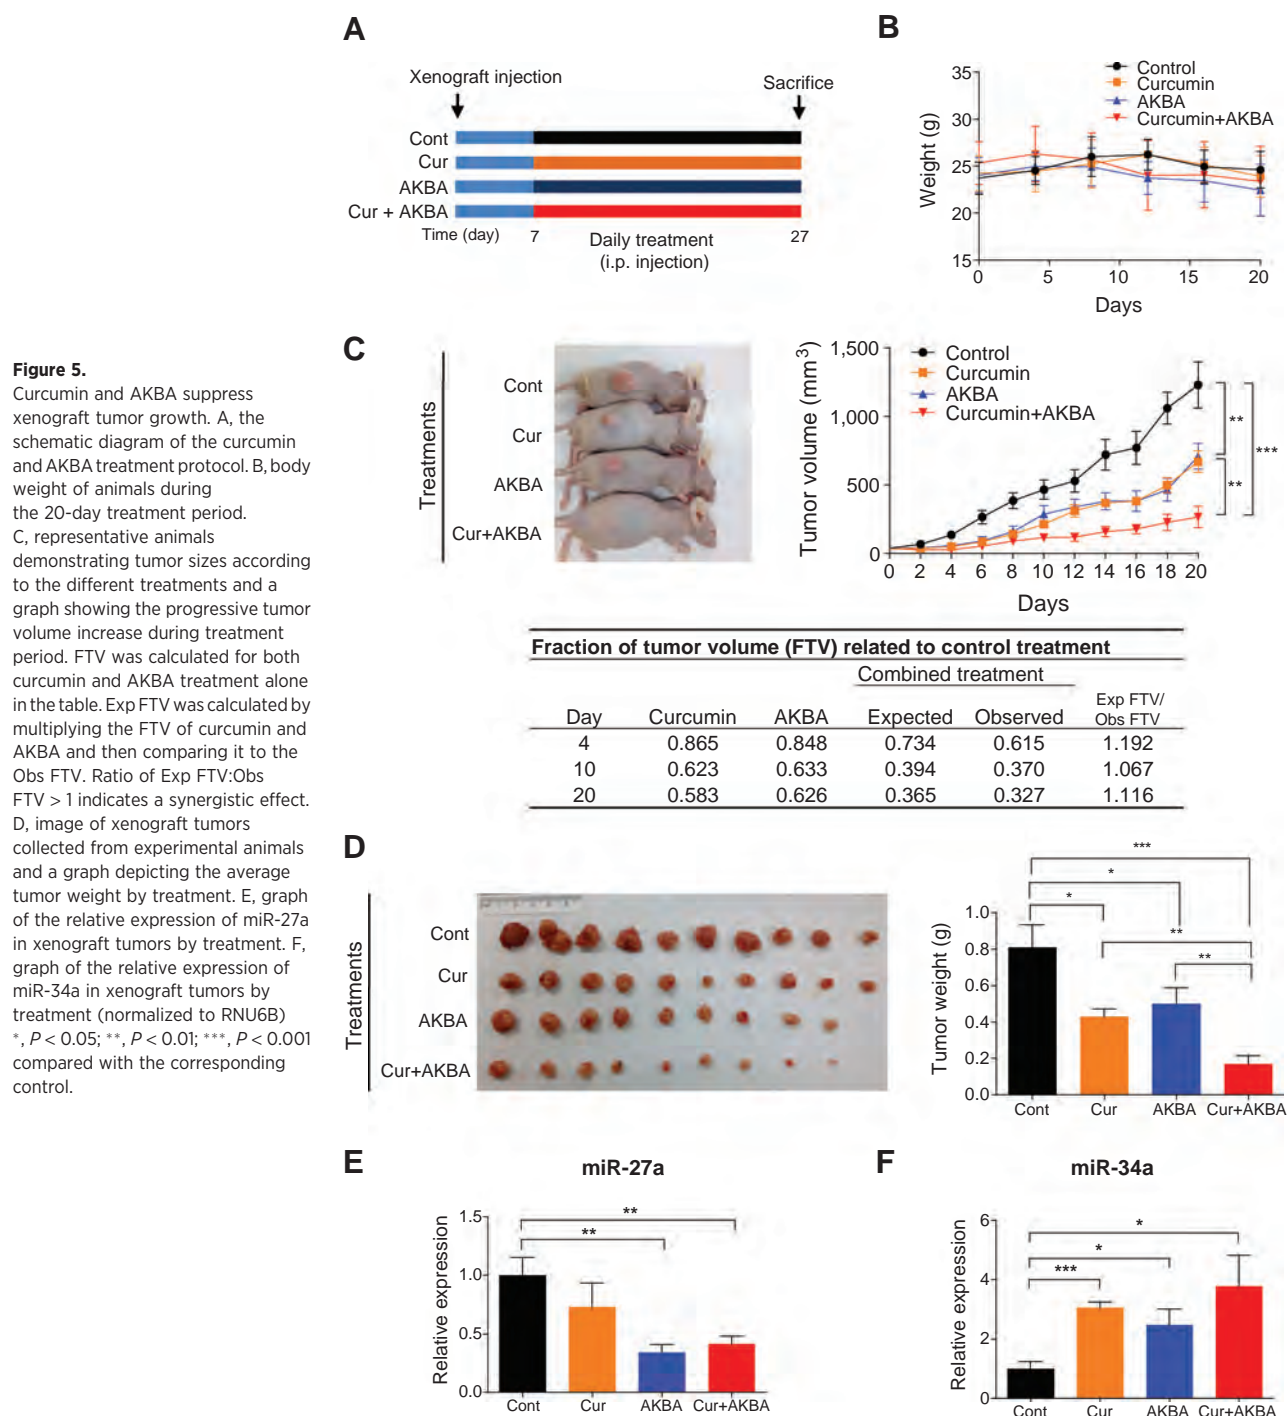 Figure 5.
Curcumin and AKBA suppress
xenograft tumor growth. A, the
schematic diagram of the curcumin
and AKBA treatment protocol. B, body
weight of animals during
the 20-day treatment period.
C, representative animals
demonstrating tumor sizes according
to the different treatments and a
graph showing the progressive tumor
volume increase during treatment
period. FTV was calculated for both
curcumin and AKBA treatment alone
in the table. Exp FTV was calculated by
multiplying the FTV of curcumin and
AKBA and then comparing it to the
Obs FTV. Ratio of Exp FTV:Obs
FTV > 1 indicates a synergistic effect.
D, image of xenograft tumors
collected from experimental animals
and a graph depicting the average
tumor weight by treatment. E, graph
of the relative expression of miR-27a
in xenograft tumors by treatment. F,
graph of the relative expression of
miR-34a in xenograft tumors by
treatment (normalized to RNU6B)
*, P < 0.05; **, P < 0.01; ***, P < 0.001
compared with the corresponding
control.
A
Xenograft injection
Sacrifice
Cont
Cur
AKBA
Cur + AKBA
Time (day) 7 27
Daily treatment
(i.p. injection)
B
Control
Curcumin
AKBA
Curcumin+AKBA
Weight (g)
35
30
25
20
15
0 5 10 15 20
Days
C
Treatments
Cont
Cur
AKBA
Cur+AKBA
Control
Curcumin
AKBA
Curcumin+AKBA
Tumor volume (mm3)
1,500
1,000
500
0
0 2 4 6 8 10 12 14 16 18 20
Days
**
**
***
Fraction of tumor volume (FTV) related to control treatment
Combined treatment
Day Curcumin AKBA Expected Observed Exp FTV/
Obs FTV
4 0.865 0.848 0.734 0.615 1.192
10 0.623 0.633 0.394 0.370 1.067
20 0.583 0.626 0.365 0.327 1.116
D
Treatments
Cont
Cur
AKBA
Cur+AKBA
Tumor weight (g)
***
*
*
**
**
1.0
0.8
0.6
0.4
0.2
0.0
Cont Cur AKBA Cur+AKBA
E
miR-27a
Relative expression
**
**
1.5
1.0
0.5
0.0
Cont Cur AKBA Cur+AKBA
F
miR-34a
Relative expression
*
*
***
6
4
2
0
Cont Cur AKBA Cur+AKBA